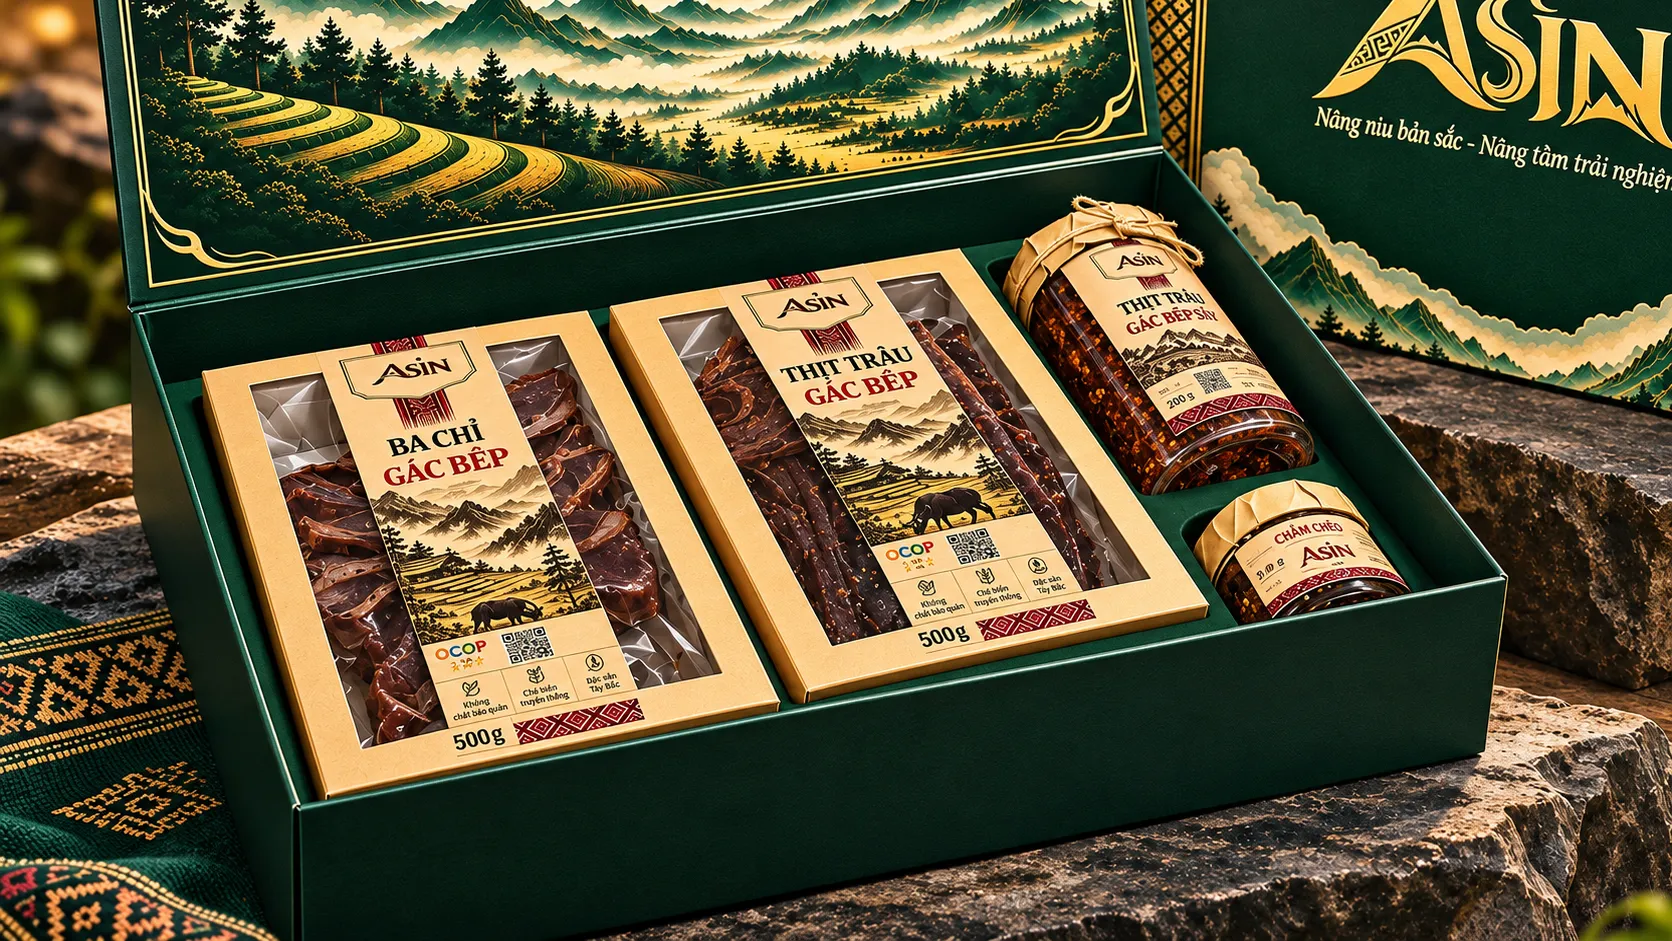 ASIN
Nâng niu bản sắc - Nâng tầm trải nghiệm
ASIN
BA CHỈ
GÁC BẾP
OCOP
Không
chất bảo quản
Chế biến
truyền thống
Đặc sản
Tây Bắc
500g
ASIN
THỊT TRÂU
GÁC BẾP
OCOP
Không
chất bảo quản
Chế biến
truyền thống
Đặc sản
Tây Bắc
500g
ASIN
THỊT TRÂU
GÁC BẾP SẤY
200 g
CHẨM CHÉO
ASIN